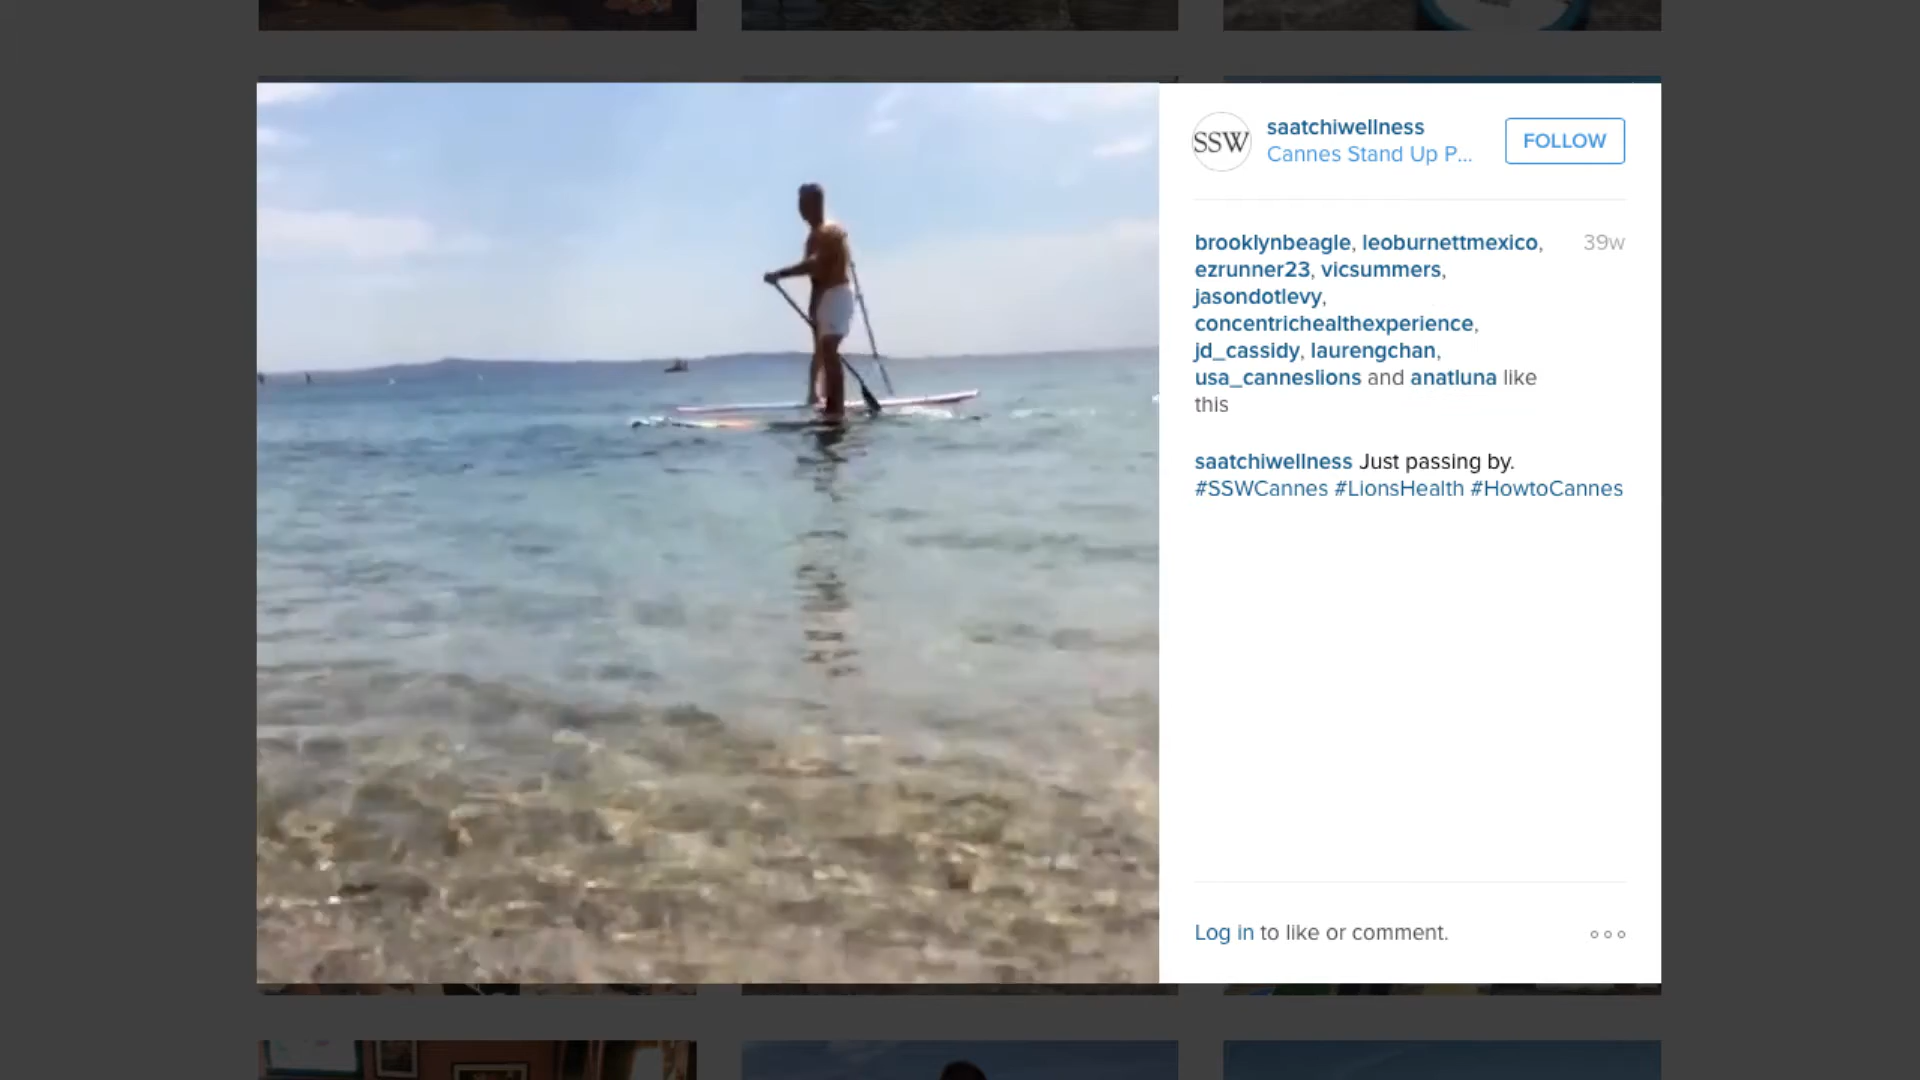 SSW
saatchiwellness
Cannes Stand Up P...
FOLLOW
brooklynbeagle, leoburnettmexico, 39w
ezrunner23, vicsummers,
jasondotlevy,
concentrichealthexperience,
jd_cassidy, laurengchan,
usa_canneslions and anatluna like
this
saatchiwellness Just passing by.
#SSWCannes #LionsHealth #HowtoCannes
Log in to like or comment.